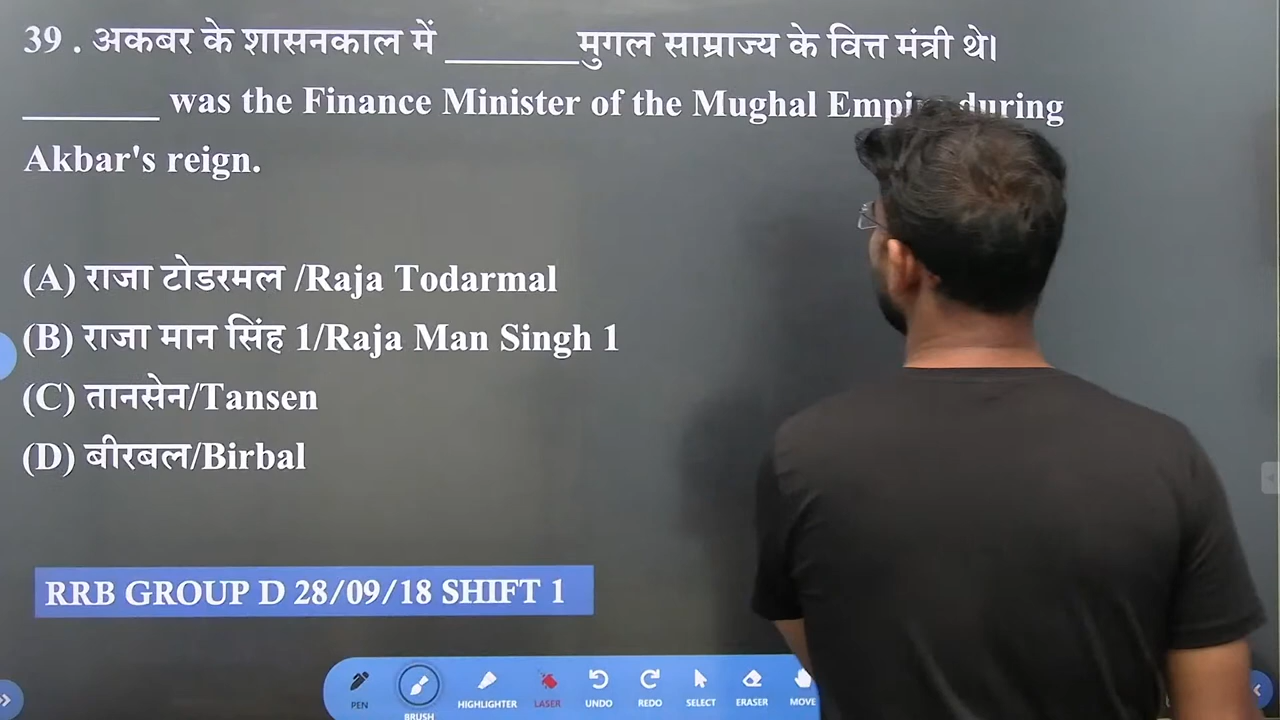 39 . अकबर के शासनकाल में _______ मुगल साम्राज्य के वित्त मंत्री थे।
_______ was the Finance Minister of the Mughal during
Akbar's reign.
(A) राजा टोडरमल /Raja Todarmal
(B) राजा मान सिंह 1/Raja Man Singh 1
(C) तानसेन/Tansen
(D) बीरबल/Birbal
RRB GROUP D 28/09/18 SHIFT 1
PEN BRUSH HIGHLIGHTER LASER UNDO REDO SELECT ERASER MOVE